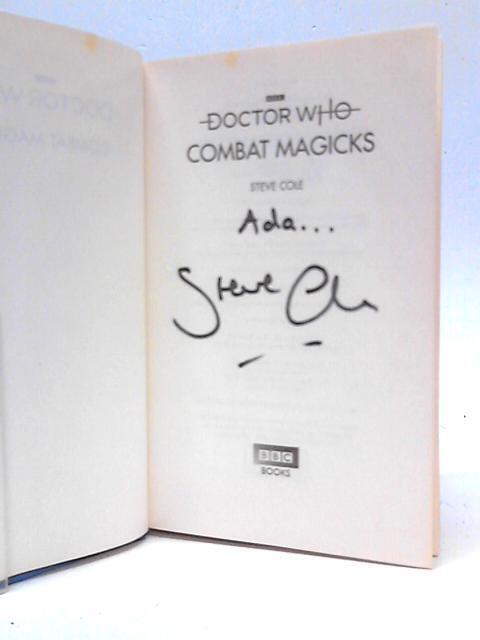 BBC
DOCTOR WHO
COMBAT MAGICKS
STEVE COLE
Ada...
Steve Cole
BBC
BOOKS